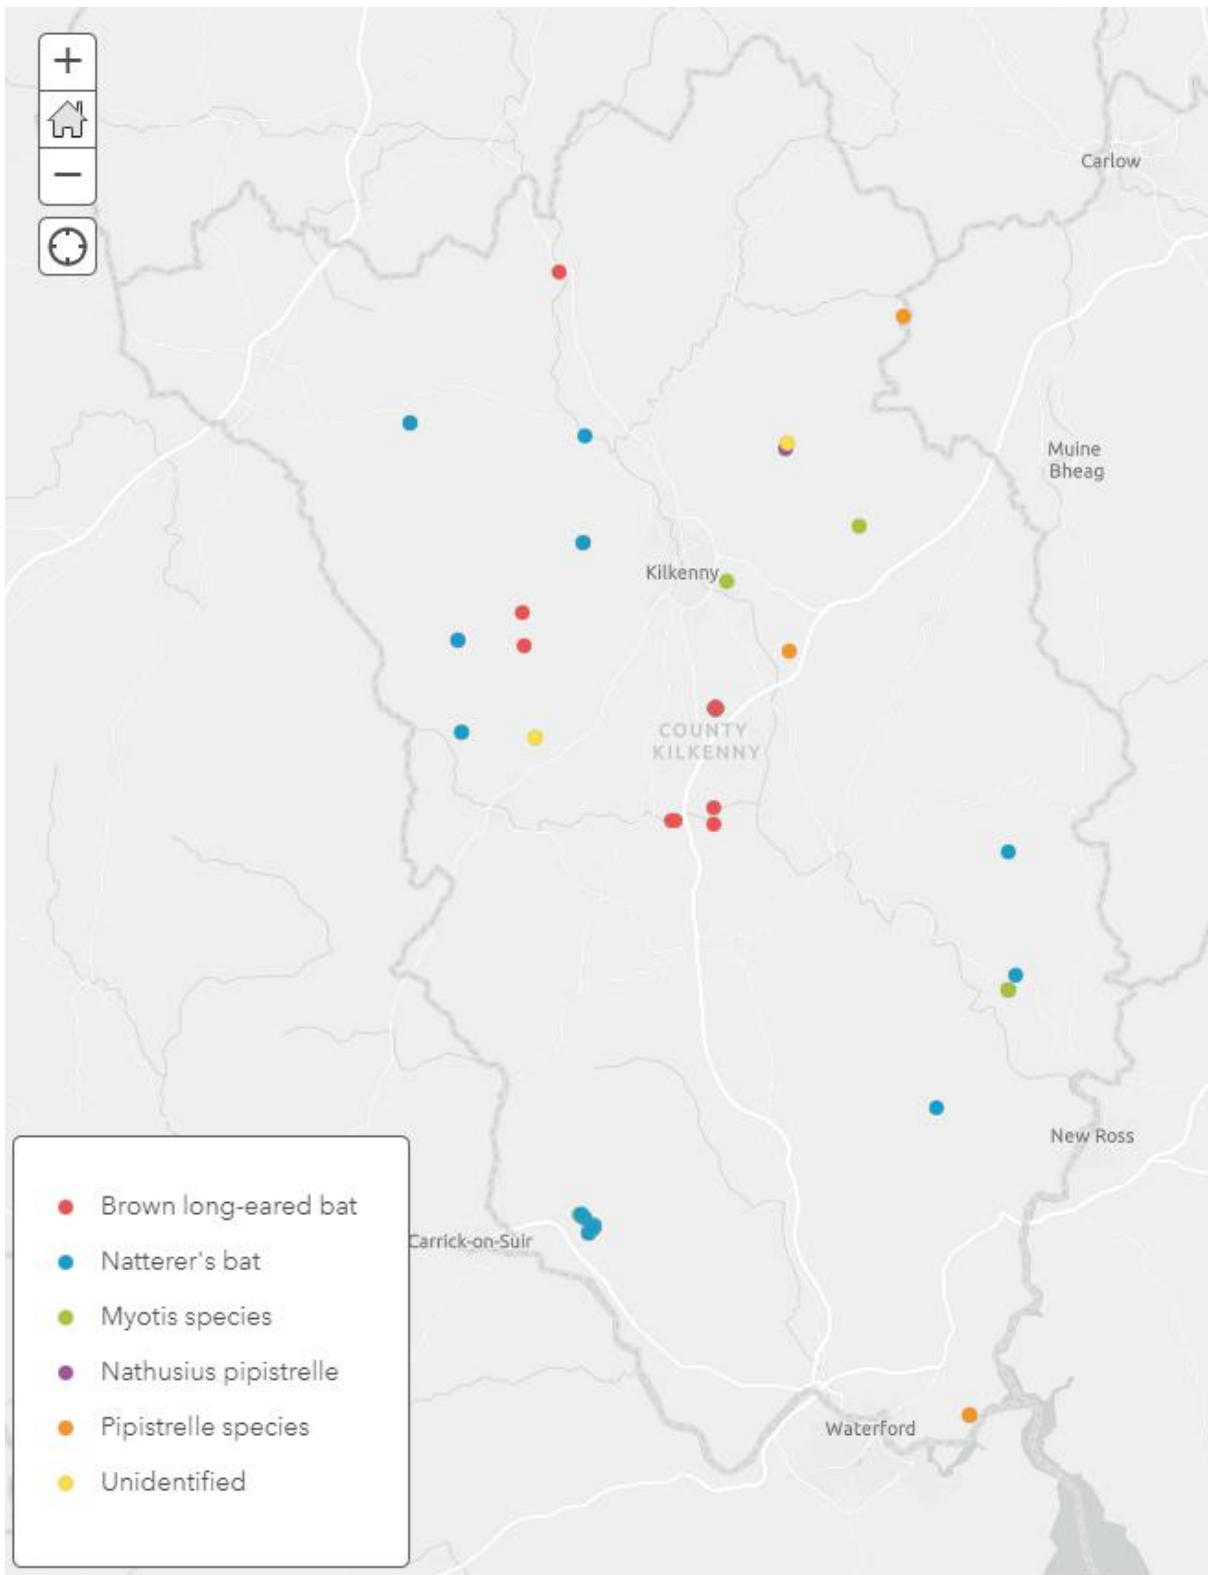 +
−
Carlow
Muine
Bheag
Kilkenny
COUNTY
KILKENNY
New Ross
Carrick-on-Suir
Waterford
Brown long-eared bat
Natterer's bat
Myotis species
Nathusius pipistrelle
Pipistrelle species
Unidentified